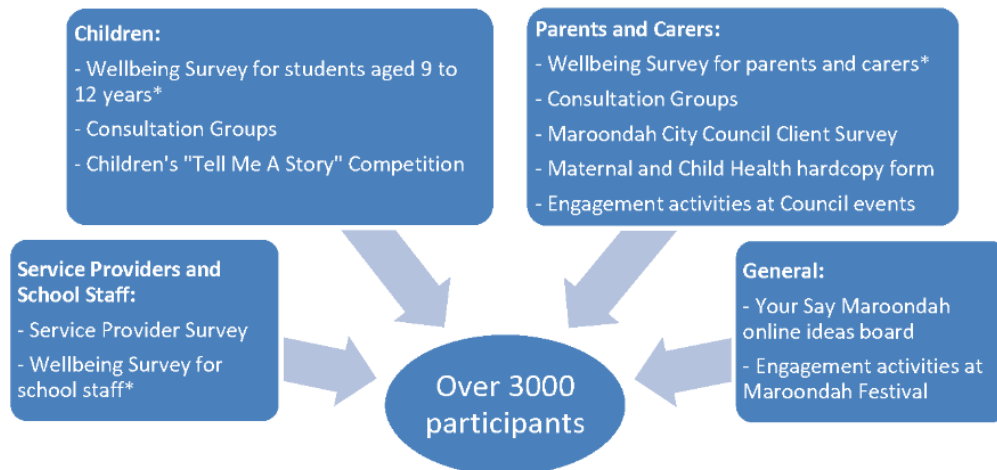 Children:
- Wellbeing Survey for students aged 9 to
12 years*
- Consultation Groups
- Children's "Tell Me A Story" Competition
Parents and Carers:
- Wellbeing Survey for parents and carers*
- Consultation Groups
- Maroondah City Council Client Survey
- Maternal and Child Health hardcopy form
- Engagement activities at Council events
Service Providers and
School Staff:
- Service Provider Survey
- Wellbeing Survey for
school staff*
General:
- Your Say Maroondah
online ideas board
- Engagement activities at
Maroondah Festival
Over 3000
participants